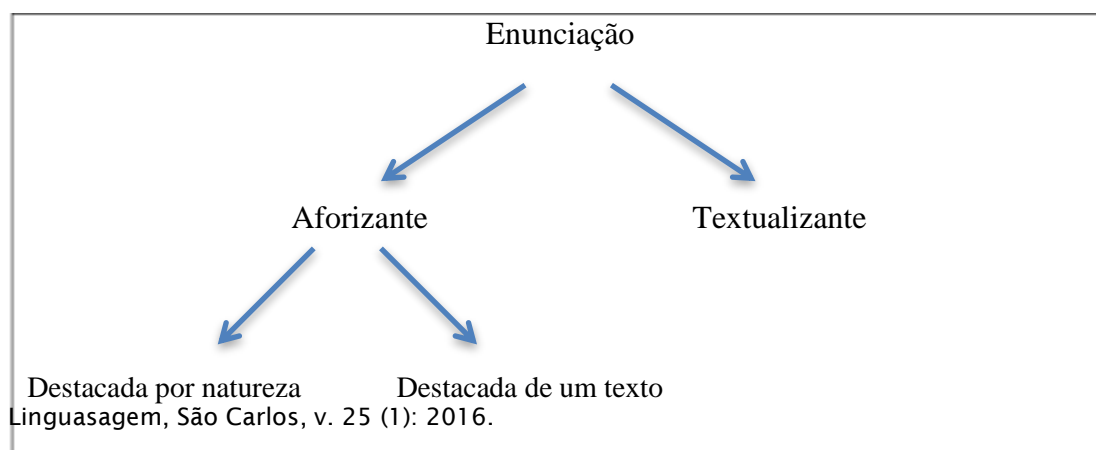 Enunciação
Aforizante Textualizante
Destacada por natureza Destacada de um texto
Linguasagem, São Carlos, v. 25 (1): 2016.